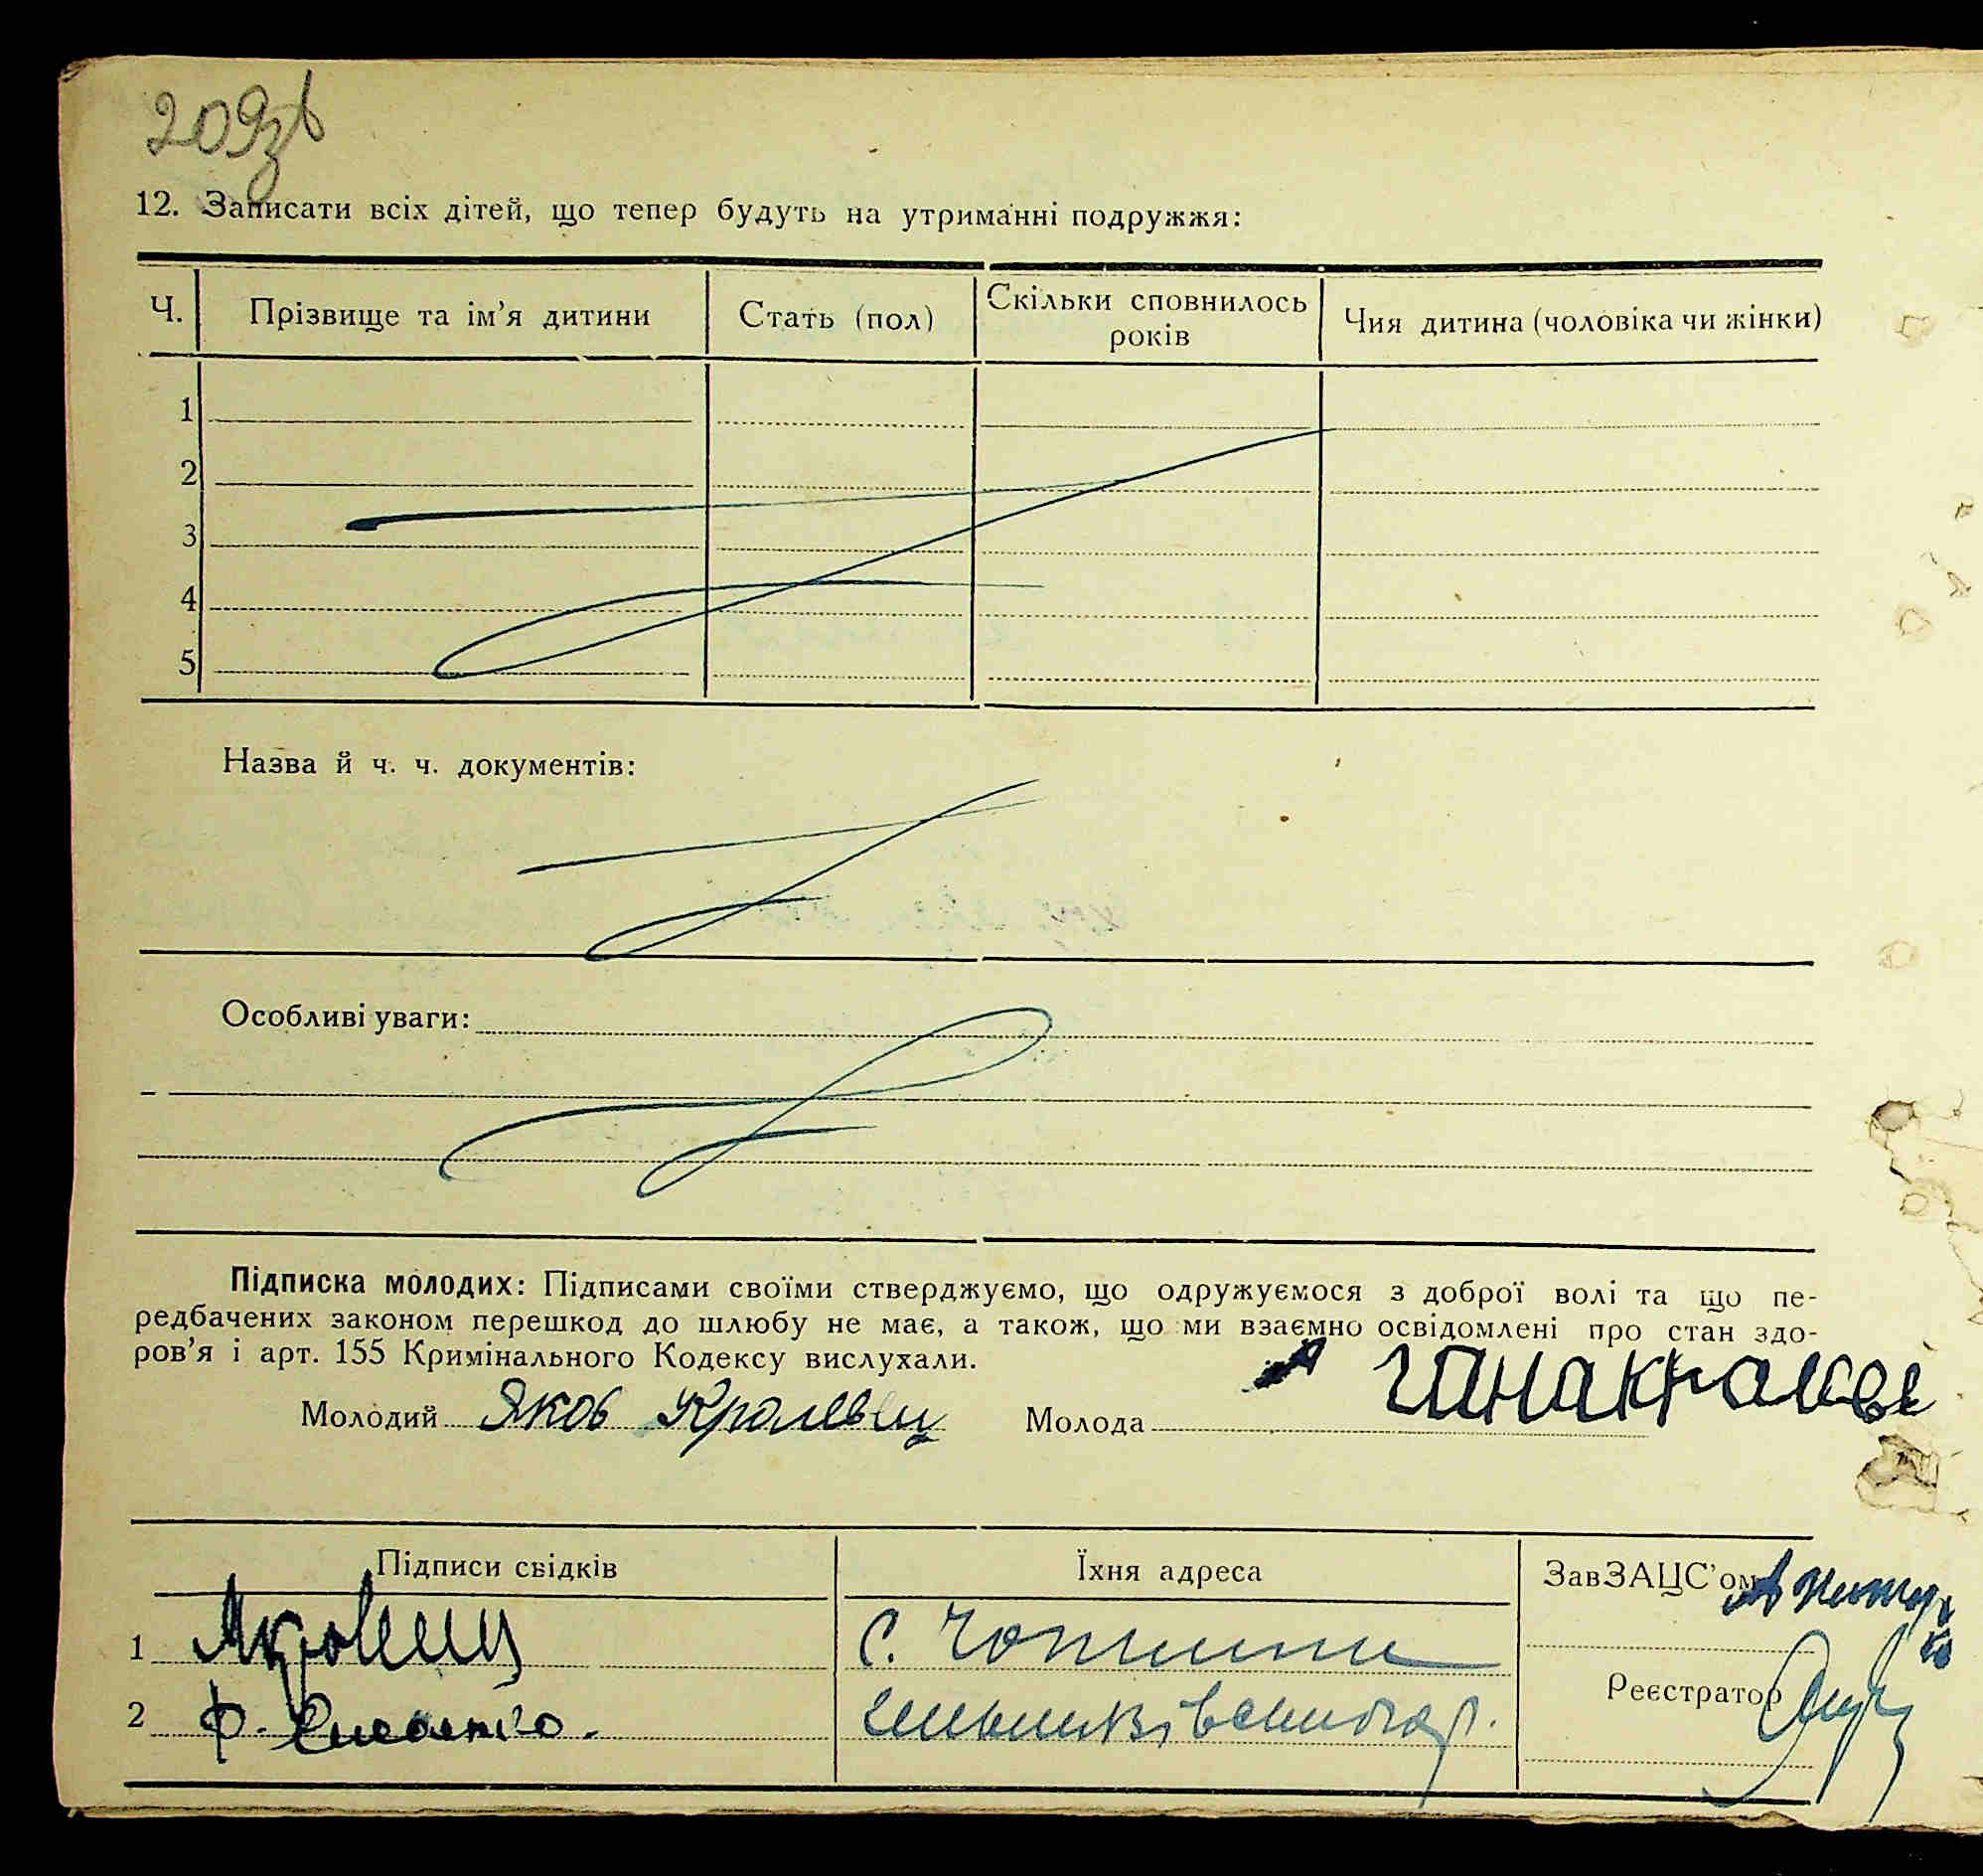 209зв
12. Записати всіх дітей, що тепер будуть на утриманні подружжя:
Ч. Прізвище та ім’я дитини Стать (пол) Скільки сповнилось років Чия дитина (чоловіка чи жінки)
1
2
3
4
5
Назва й ч. ч. документів:
Особливі уваги:
Підписка молодих: Підписами своїми стверджуємо, що одружуємося з доброї волі та що пе-
редбачених законом перешкод до шлюбу не має, а також, що ми взаємно освідомлені про стан здо-
ров’я і арт. 155 Кримінального Кодексу вислухали.
Молодий Яков Кролевец Молода
Підписи свідків Їхня адреса ЗавЗАЦС’ом
1 с.
Реєстратор
2 Ф.